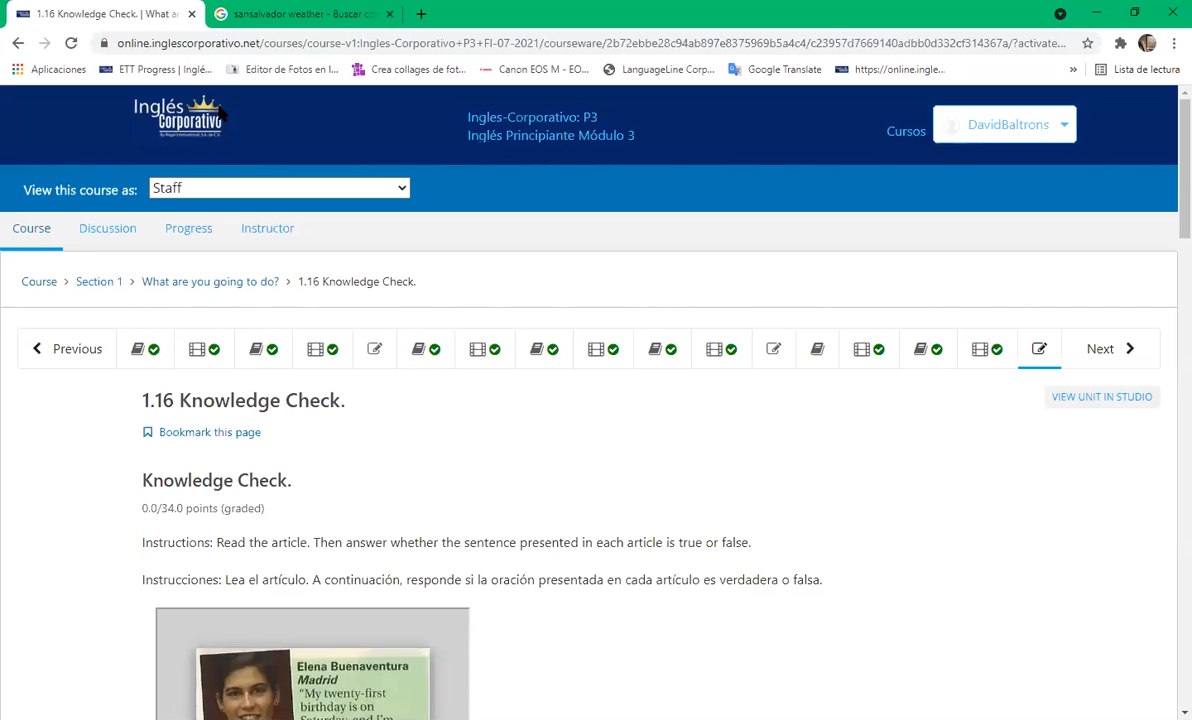 1.16 Knowledge Check. | What ar
sansalvador weather - Buscar co
online.inglescorporativo.net/courses/course-v1:Ingles-Corporativo+P3+FI-07-2021/courseware/2b72ebbe28c94ab897e8375969b5a4c4/c23957d7669140adbb0d332cf314367a/?activate...
Aplicaciones ETT Progress | Inglé... Editor de Fotos en l... Crea collages de fot... Canon EOS M - EO... LanguageLine Corp... Google Translate https://online.ingle... » Lista de lectura
Inglés
Corporativo
Ingles-Corporativo: P3
Inglés Principiante Módulo 3
Cursos
DavidBaltrons
View this course as: Staff
Course Discussion Progress Instructor
Course > Section 1 > What are you going to do? > 1.16 Knowledge Check.
Previous Next
1.16 Knowledge Check.
VIEW UNIT IN STUDIO
Bookmark this page
Knowledge Check.
0.0/34.0 points (graded)
Instructions: Read the article. Then answer whether the sentence presented in each article is true or false.
Instrucciones: Lea el artículo. A continuación, responde si la oración presentada en cada artículo es verdadera o falsa.
Elena Buenaventura
Madrid
"My twenty-first
birthday is on
Saturday, and I'm